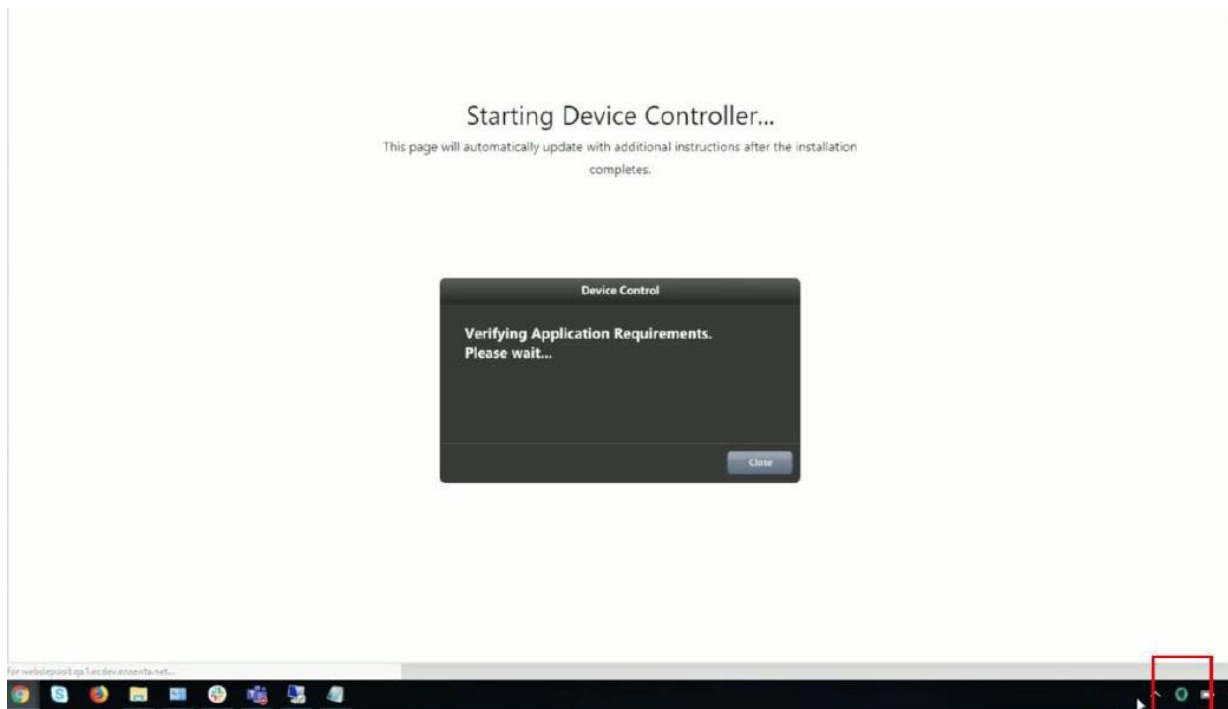 Starting Device Controller...
This page will automatically update with additional instructions after the installation
completes.
Device Control
Verifying Application Requirements.
Please wait...
Close